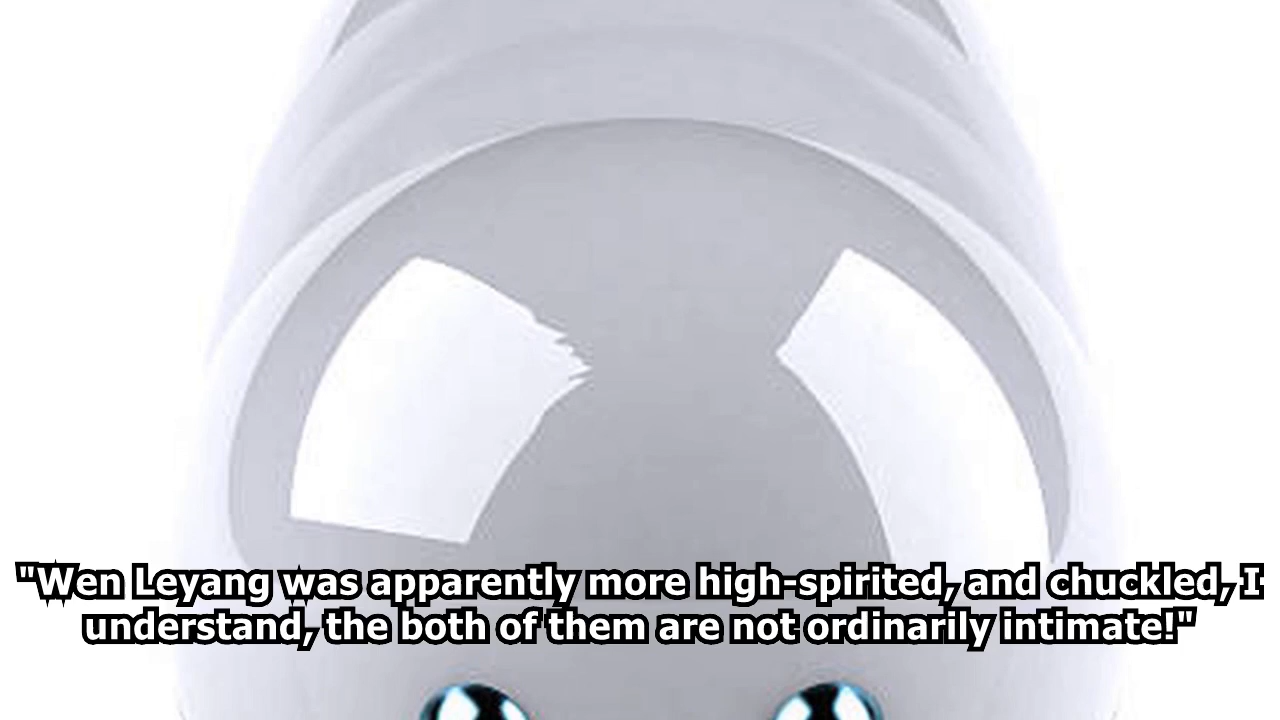 "Wen Leyang was apparently more high-spirited, and chuckled, I
understand, the both of them are not ordinarily intimate!"